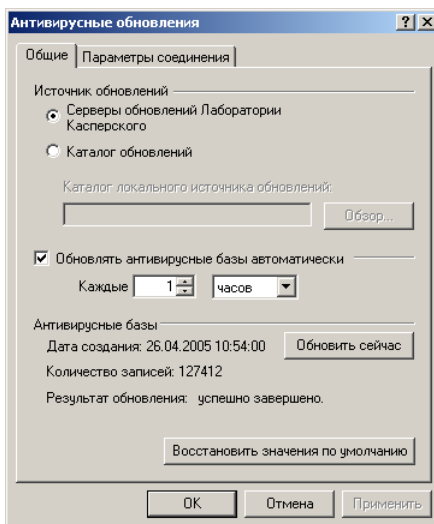 Антивирусные обновления
Общие Параметры соединения
Источник обновлений
Серверы обновлений Лаборатории
Касперского
Каталог обновлений
Каталог локального источника обновлений:
Обзор...
Обновлять антивирусные базы автоматически
Каждые 1 часов
Антивирусные базы
Дата создания: 26.04.2005 10:54:00 Обновить сейчас
Количество записей: 127412
Результат обновления: успешно завершено.
Восстановить значения по умолчанию
OK Отмена Применить